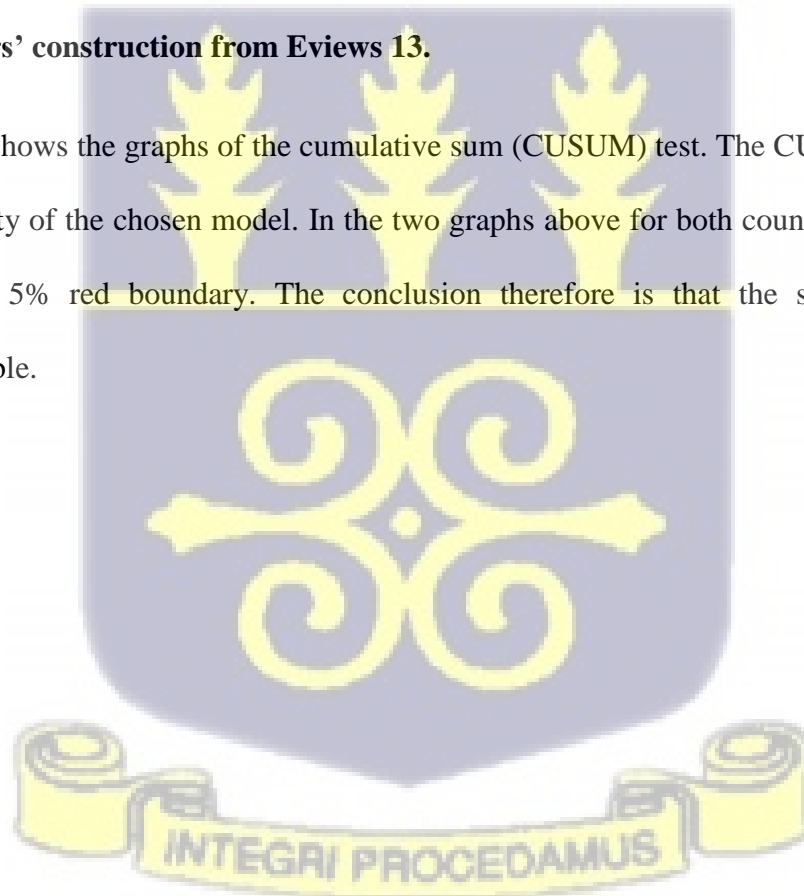 rs’ construction from Eviews 13.
hows the graphs of the cumulative sum (CUSUM) test. The CU
ty of the chosen model. In the two graphs above for both coun
5% red boundary. The conclusion therefore is that the s
ble.
INTEGRI PROCEDAMUS